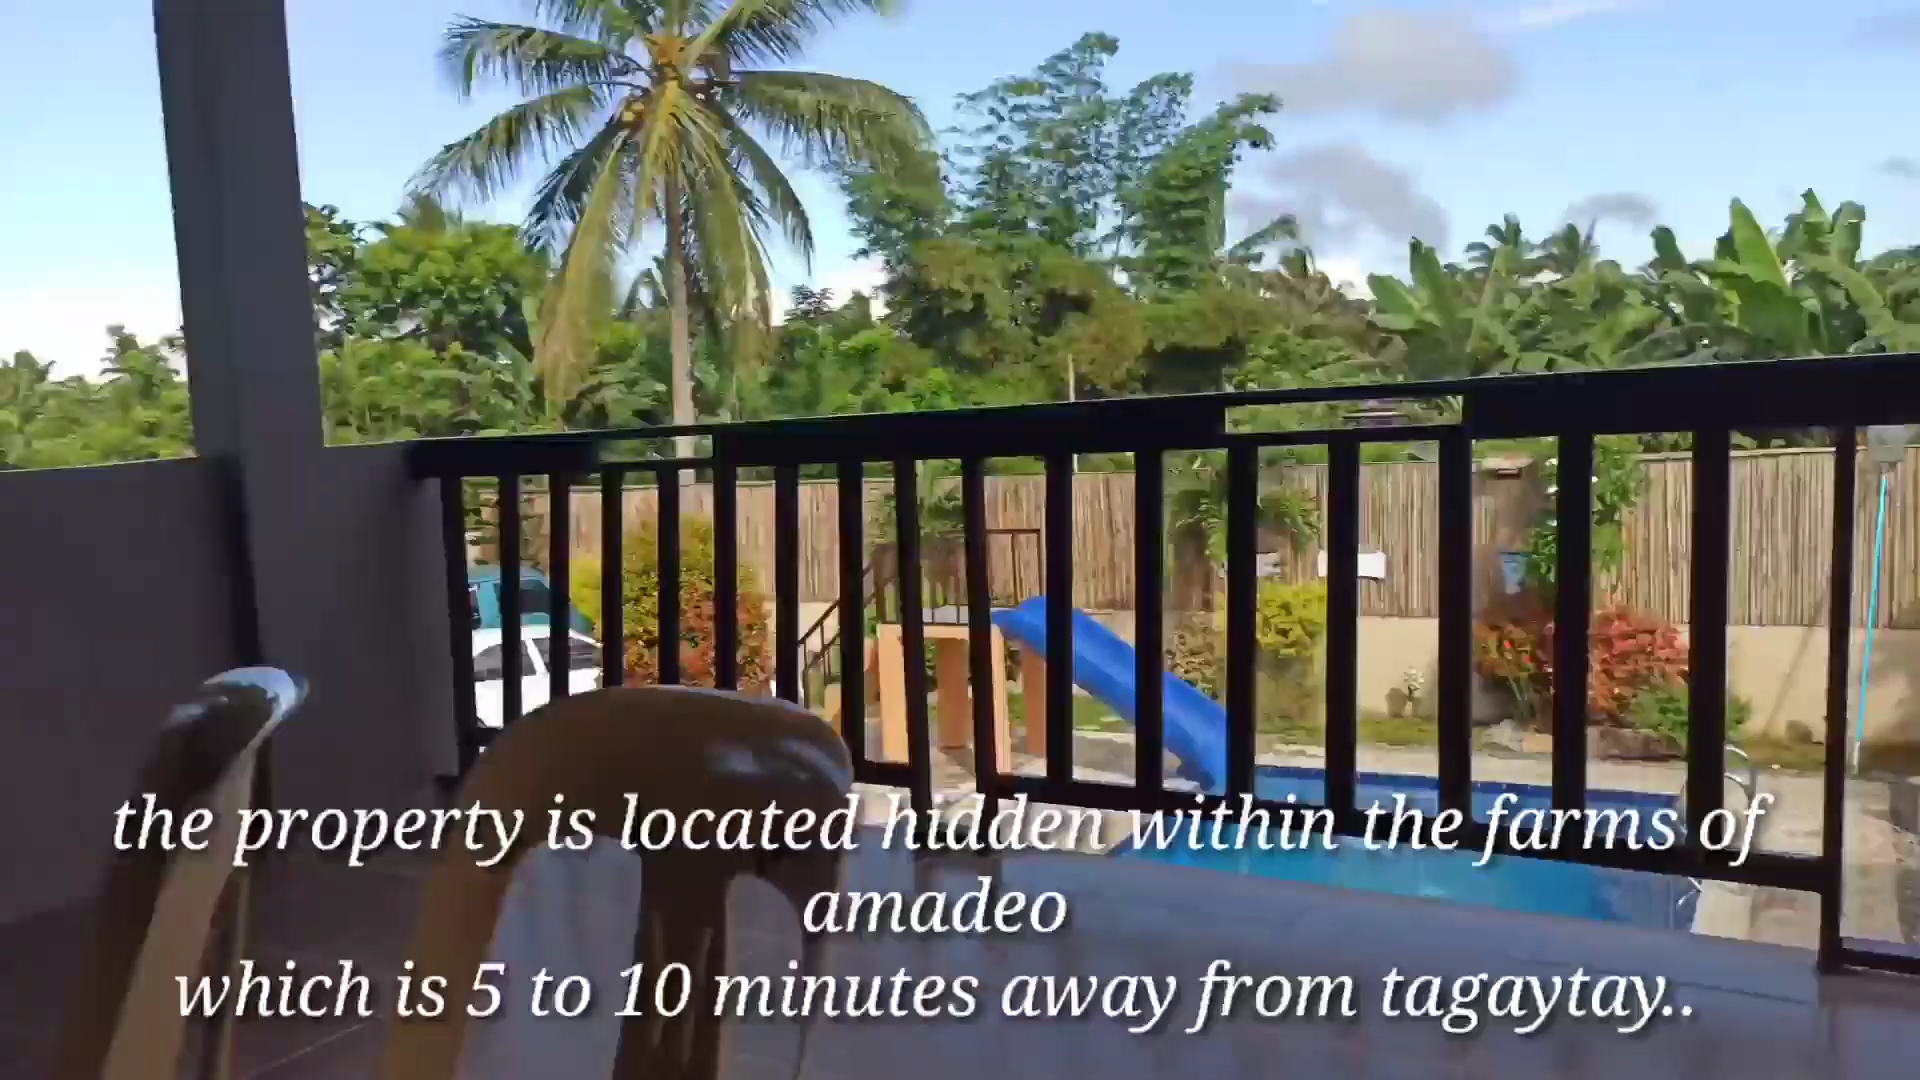 the property is located hidden within the farms of
amadeo
which is 5 to 10 minutes away from tagaytay..